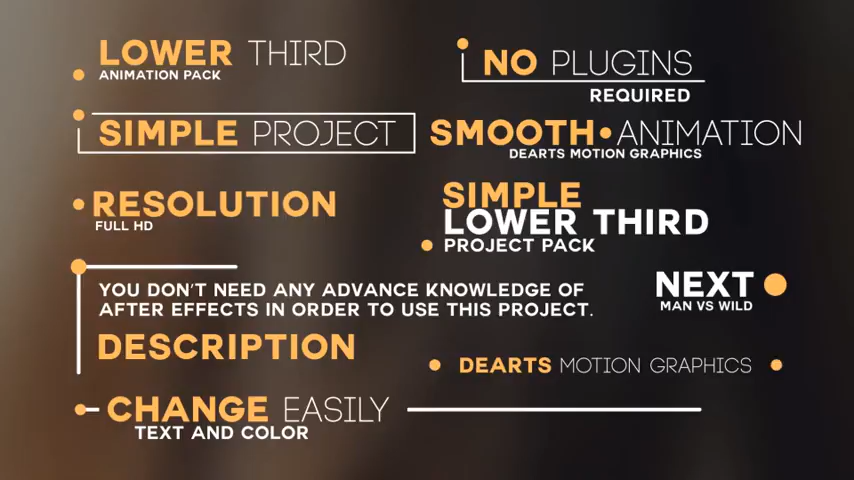 LOWER THIRD
ANIMATION PACK
NO PLUGINS
REQUIRED
SIMPLE PROJECT
SMOOTH•ANIMATION
DEARTS MOTION GRAPHICS
RESOLUTION
FULL HD
SIMPLE
LOWER THIRD
PROJECT PACK
YOU DON'T NEED ANY ADVANCE KNOWLEDGE OF
AFTER EFFECTS IN ORDER TO USE THIS PROJECT.
DESCRIPTION
NEXT
MAN VS WILD
DEARTS MOTION GRAPHICS
CHANGE EASILY
TEXT AND COLOR